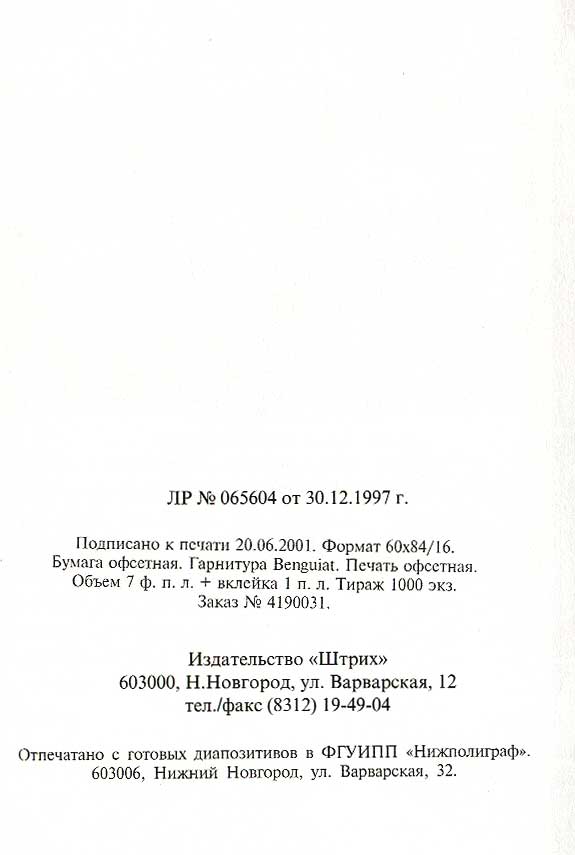 ЛР № 065604 от 30.12.1997 г.
Подписано к печати 20.06.2001. Формат 60х84/16.
Бумага офсетная. Гарнитура Benguiat. Печать офсетная.
Объем 7 ф. п. л. + вклейка 1 п. л. Тираж 1000 экз.
Заказ № 4190031.
Издательство «Штрих»
603000, Н.Новгород, ул. Варварская, 12
тел./факс (8312) 19-49-04
Отпечатано с готовых диапозитивов в ФГУИПП «Нижполиграф».
603006, Нижний Новгород, ул. Варварская, 32.